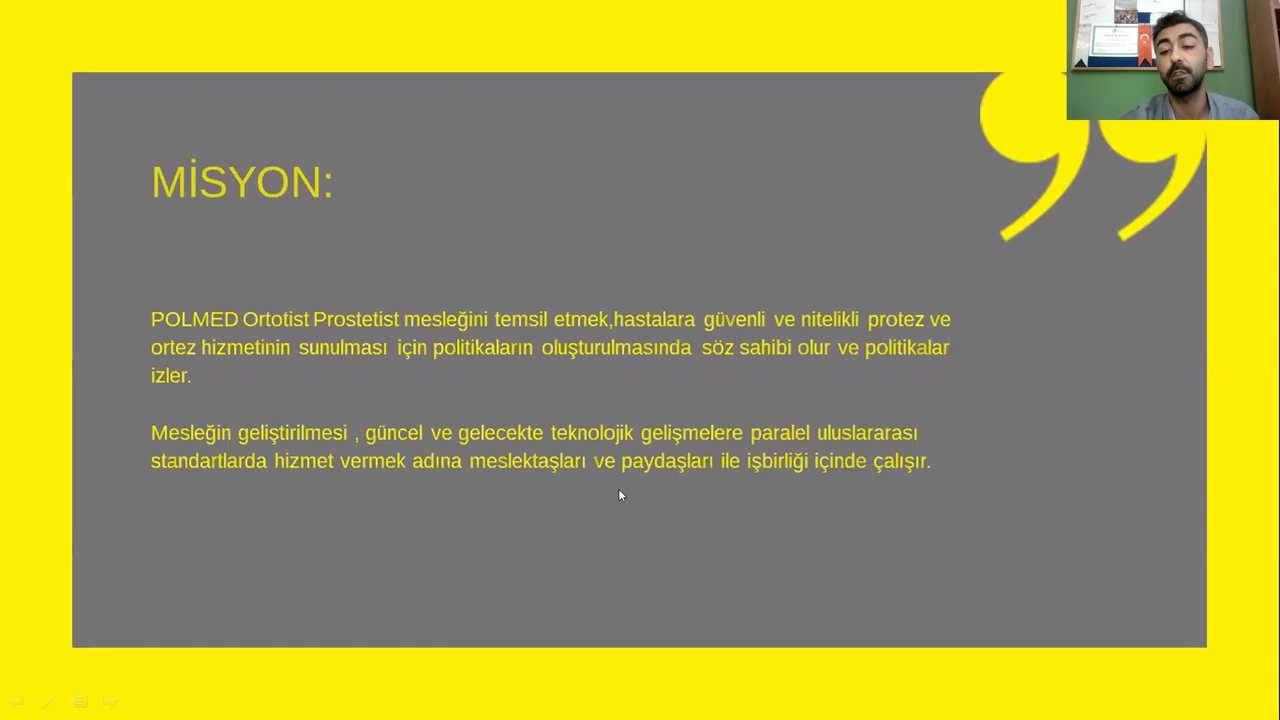 MİSYON:
POLMED Ortotist Prostetist mesleğini temsil etmek,hastalara güvenli ve nitelikli protez ve
ortez hizmetinin sunulması için politikaların oluşturulmasında söz sahibi olur ve politikalar
izler.
Mesleğin geliştirilmesi , güncel ve gelecekte teknolojik gelişmelere paralel uluslararası
standartlarda hizmet vermek adına meslektaşları ve paydaşları ile işbirliği içinde çalışır.